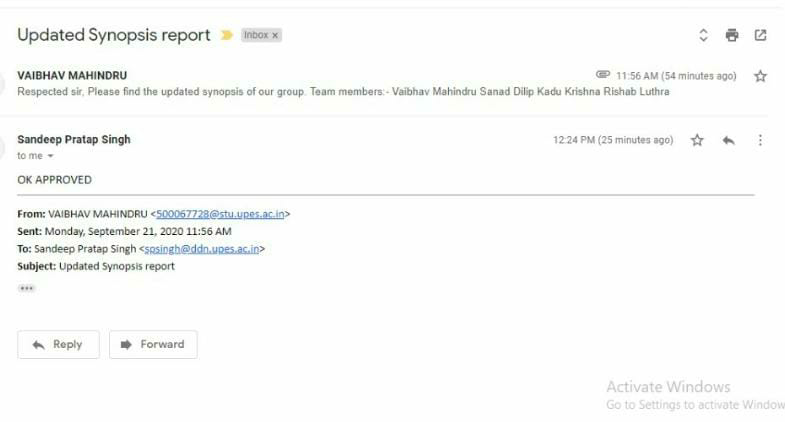 Updated Synopsis report Inbox x
VAIBHAV MAHINDRU 11:56 AM (54 minutes ago)
Respected sir, Please find the updated synopsis of our group. Team members:- Vaibhav Mahindru Sanad Dilip Kadu Krishna Rishab Luthra
Sandeep Pratap Singh 12:24 PM (25 minutes ago)
to me
OK APPROVED
From: VAIBHAV MAHINDRU <500067728@stu.upes.ac.in>
Sent: Monday, September 21, 2020 11:56 AM
To: Sandeep Pratap Singh <spsingh@ddn.upes.ac.in>
Subject: Updated Synopsis report
Reply Forward
Activate Windows
Go to Settings to activate Window